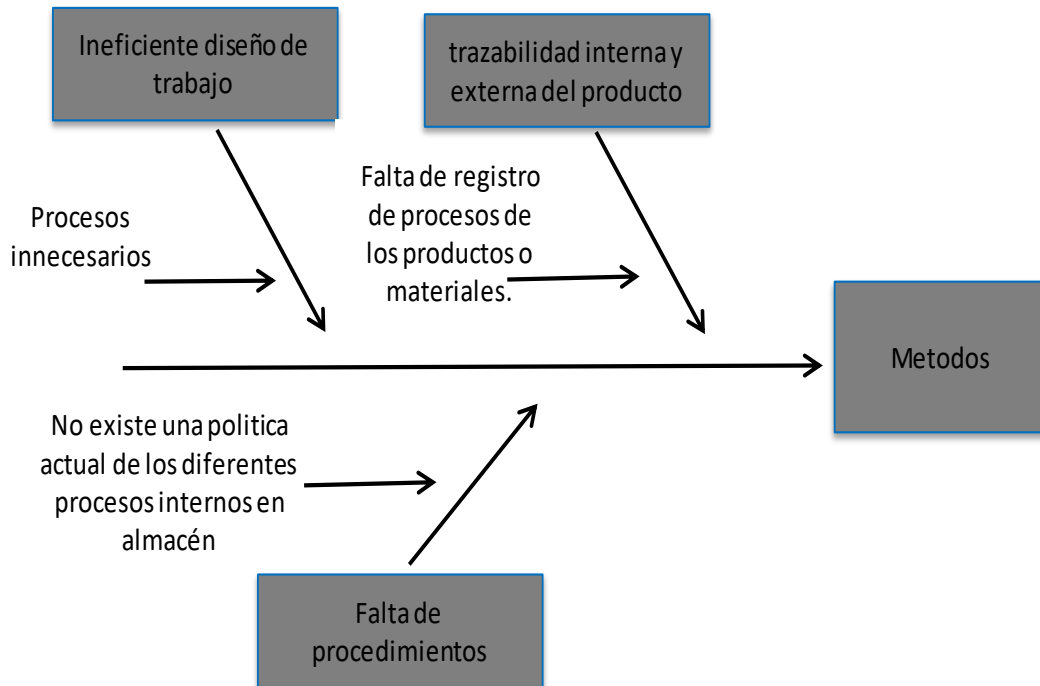 Ineficiente diseño de
trabajo
trazabilidad interna y
externa del producto
Procesos
innecesarios
Falta de registro
de procesos de
los productos o
materiales.
Metodos
No existe una politica
actual de los diferentes
procesos internos en
almacén
Falta de
procedimientos